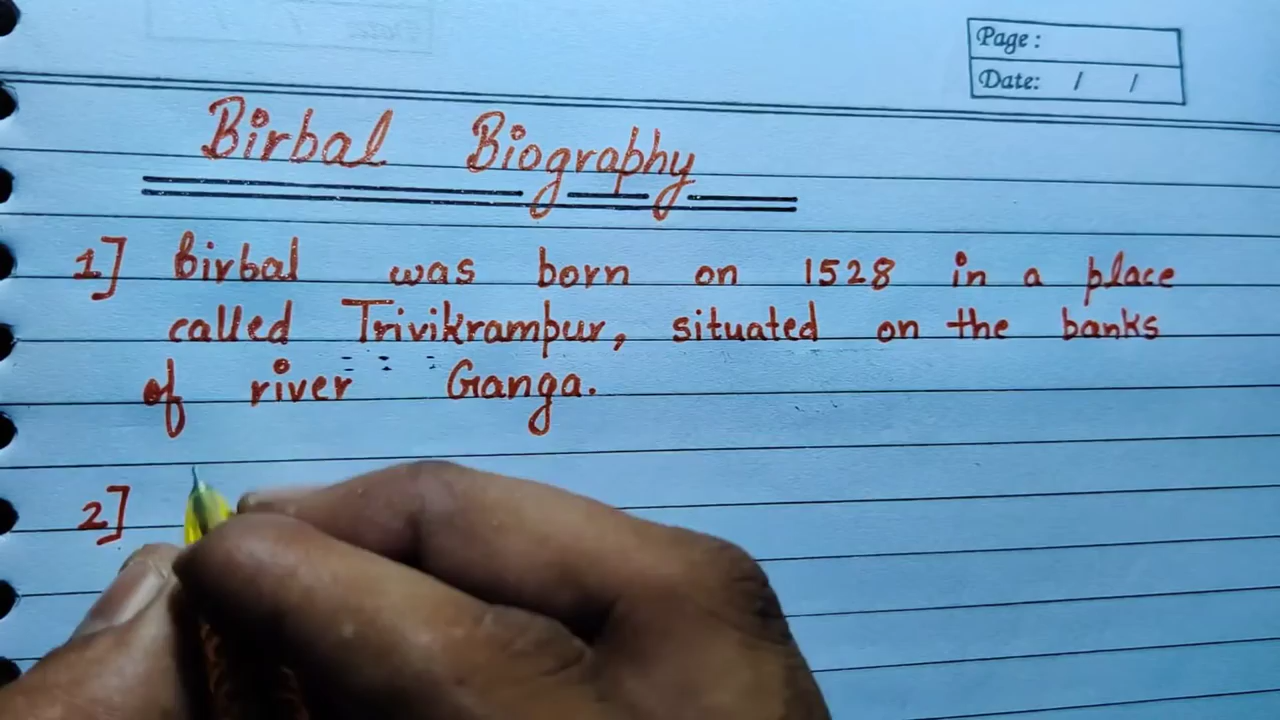 Page:
Date: / /
Birbal Biography
1] Birbal was born on 1528 in a place
called Trivikrampur, situated on the banks
of river Ganga.
2]